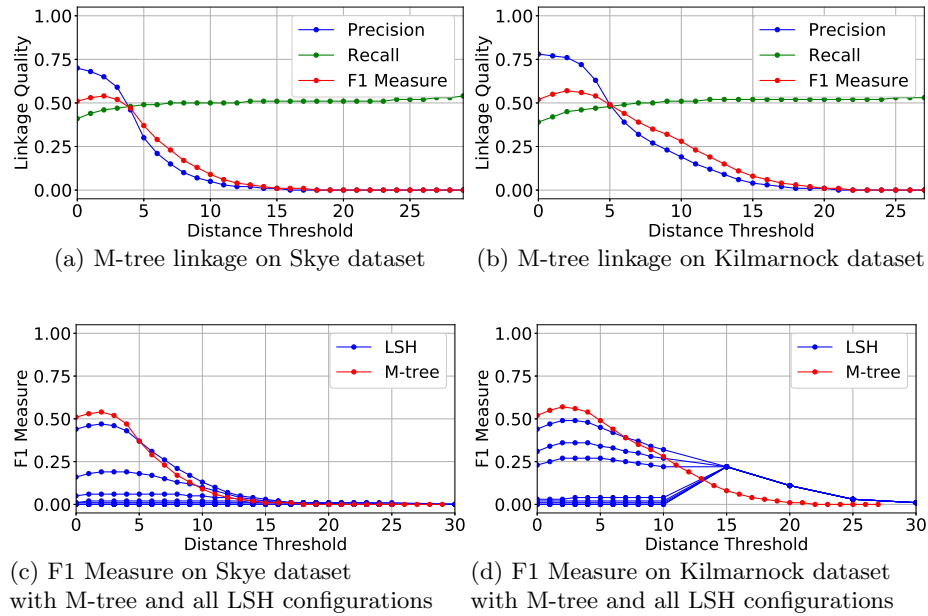 1.00
0.75
0.50
0.25
0.00
Linkage Quality
Precision
Recall
F1 Measure
0 5 10 15 20 25
Distance Threshold
(a) M-tree linkage on Skye dataset
1.00
0.75
0.50
0.25
0.00
Linkage Quality
Precision
Recall
F1 Measure
0 5 10 15 20 25
Distance Threshold
(b) M-tree linkage on Kilmarnock dataset
1.00
0.75
0.50
0.25
0.00
F1 Measure
LSH
M-tree
0 5 10 15 20 25 30
Distance Threshold
(c) F1 Measure on Skye dataset
with M-tree and all LSH configurations
1.00
0.75
0.50
0.25
0.00
F1 Measure
LSH
M-tree
0 5 10 15 20 25 30
Distance Threshold
(d) F1 Measure on Kilmarnock dataset
with M-tree and all LSH configurations